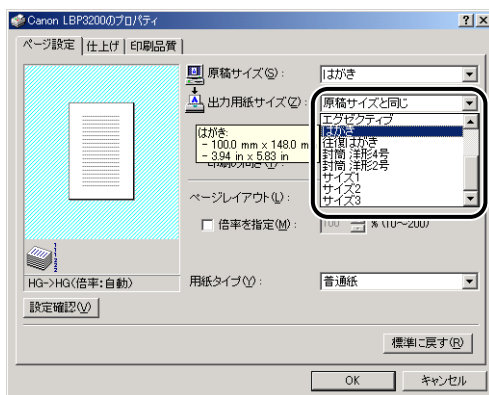 Canon LBP3200のプロパティ
ページ設定 仕上げ 印刷品質
原稿サイズ(S): はがき
出力用紙サイズ(Z): 原稿サイズと同じ
エグゼクティブ
はがき
往復はがき
封筒 洋形4号
封筒 洋形2号
サイズ1
サイズ2
サイズ3
はがき:
- 100.0 mm x 148.0 m
- 3.94 in x 5.83 in
ページレイアウト(L):
倍率を指定(M): 100 % (10～200)
HG->HG(倍率:自動)
用紙タイプ(Y): 普通紙
設定確認(V)
標準に戻す(R)
OK キャンセル